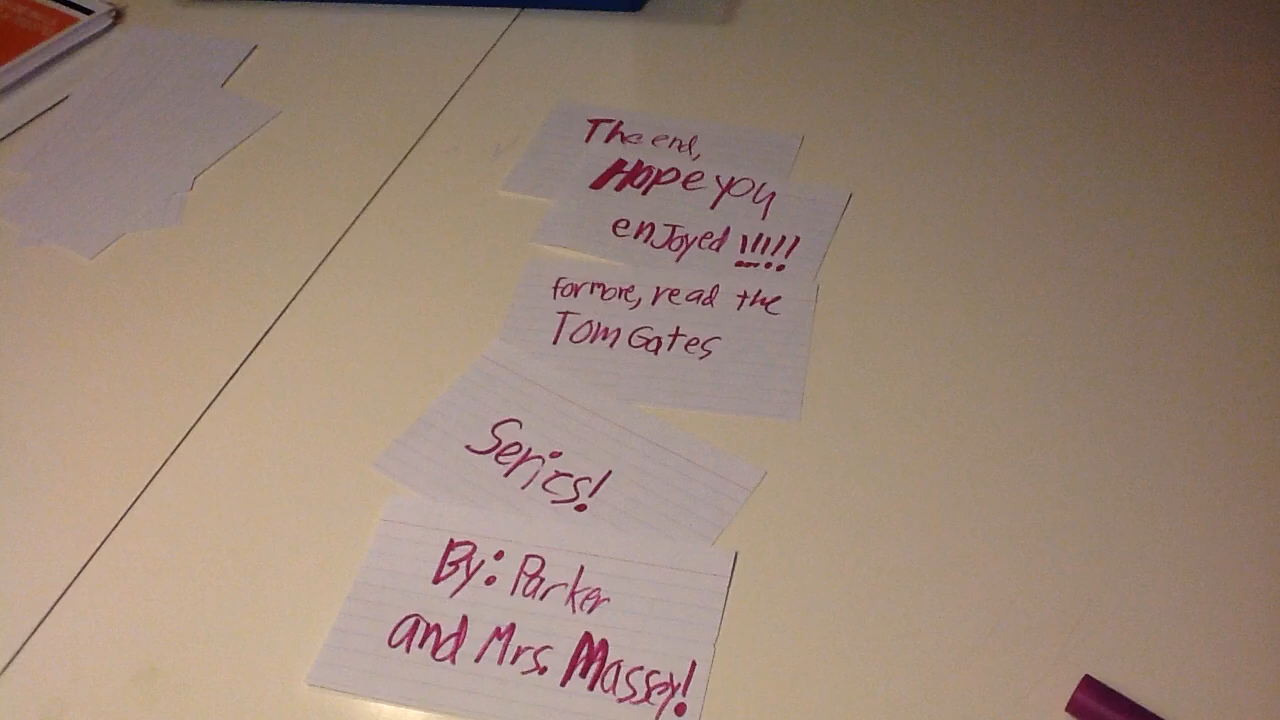 The end,
Hope you
enJoyed !!!!!
for more, read the
Tom Gates
Series!
By: Parker
and Mrs. Massey!